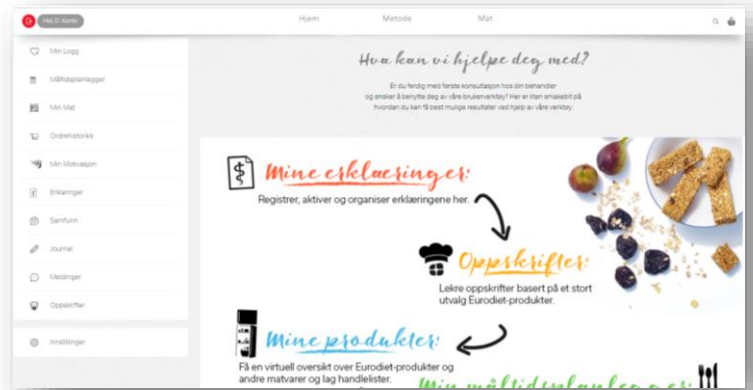 Hei, D. Konto
Hjem Metode Mat
Min Logg
Måltidsplanlegger
Min Mat
Ordrehistorikk
Min Motivasjon
Erklæringer
Samfunn
Journal
Meldinger
Oppskrifter
Innstillinger
Hva kan vi hjelpe deg med?
Er du ferdig med første konsultasjon hos din behandler
og ønsker å benytte deg av våre brukerverktøy? Her er liten smakebit på
hvordan du kan få best mulige resultater ved hjelp av våre verktøy:
Mine erklæringer:
Registrer, aktiver og organiser erklæringene her.
Oppskrifter:
Lekre oppskrifter basert på et stort
utvalg Eurodiet-produkter.
Mine produkter:
Få en virtuell oversikt over Eurodiet-produkter og
andre matvarer og lag handlelister.
Min måltidsplanlegger: